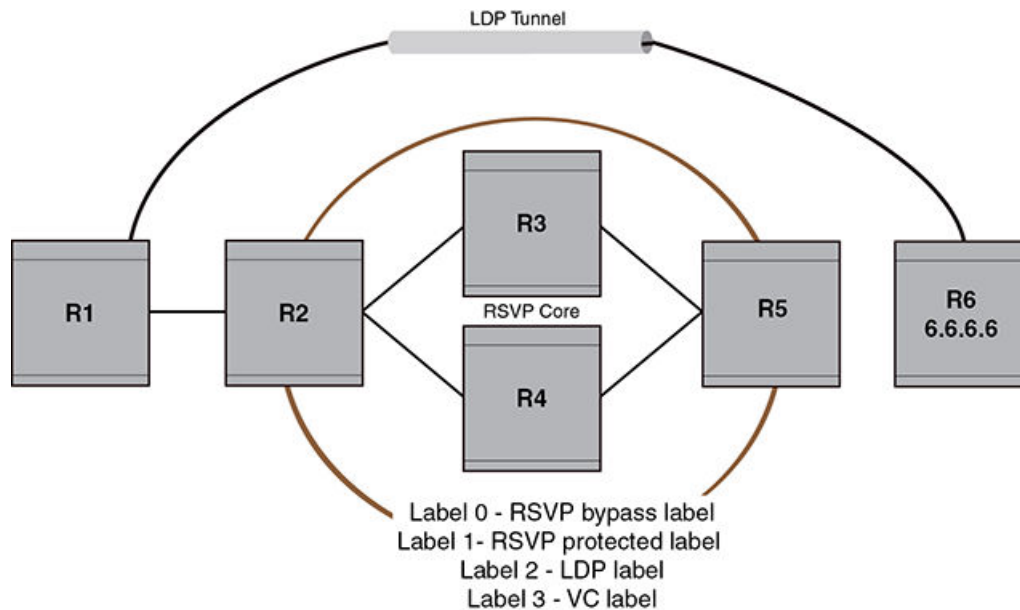 LDP Tunnel
R3
R1
R2
RSVP Core
R5
R6
6.6.6.6
R4
Label 0 - RSVP bypass label
Label 1- RSVP protected label
Label 2 - LDP label
Label 3 - VC label